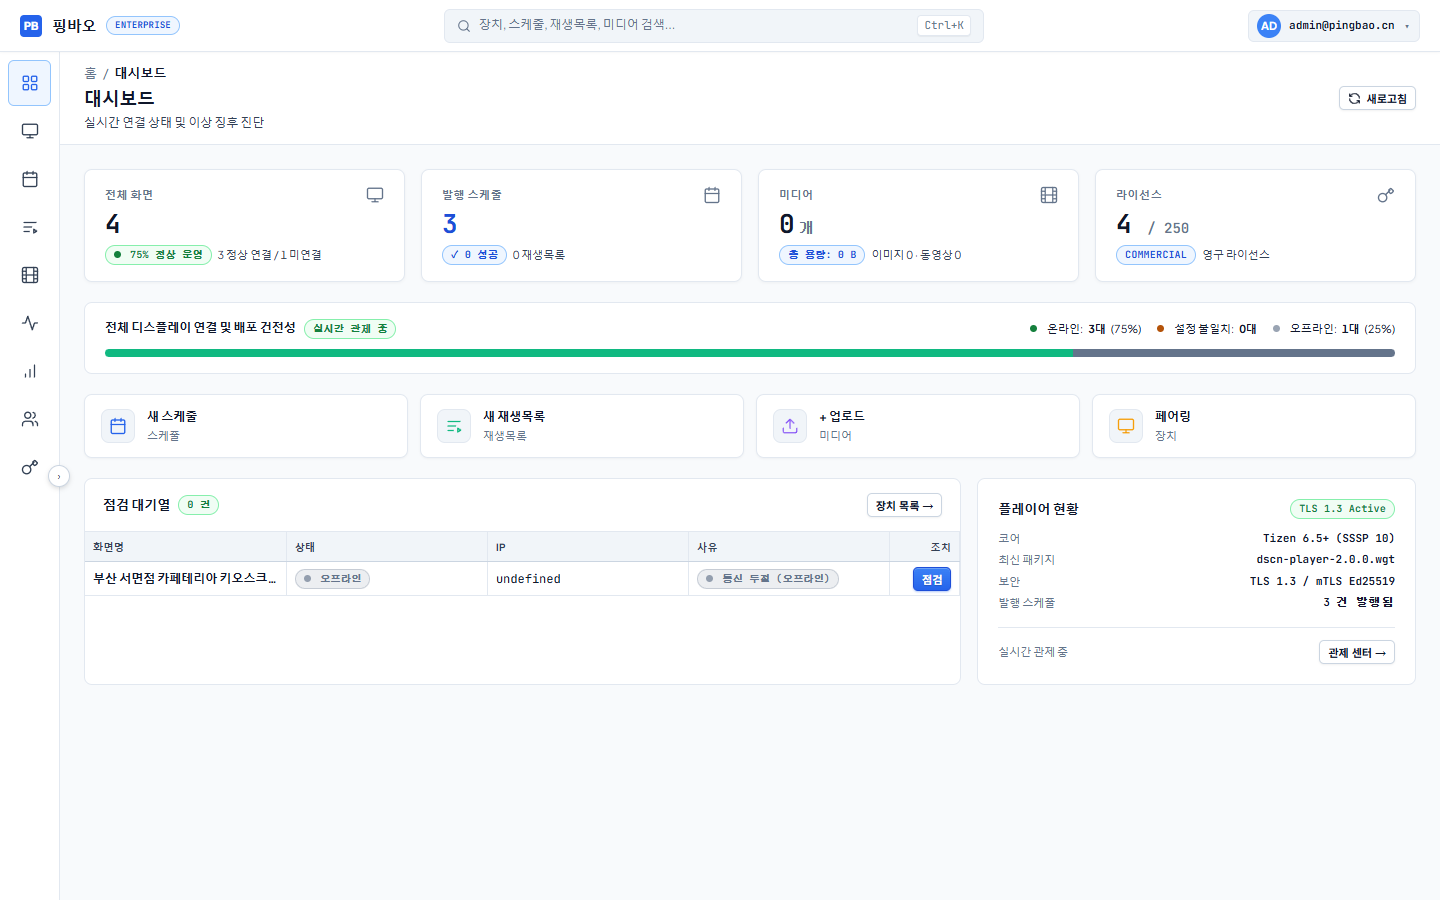 PB 핑바오 ENTERPRISE
장치, 스케줄, 재생목록, 미디어 검색... Ctrl+K
AD admin@pingbao.cn
홈 / 대시보드
대시보드
실시간 연결 상태 및 이상 징후 진단
새로고침
전체 화면
4
75% 정상 운영 3 정상 연결 / 1 미연결
발행 스케줄
3
✓ 0 성공 0 재생목록
미디어
0 개
총 용량: 0 B 이미지 0 · 동영상 0
라이선스
4 / 250
COMMERCIAL 영구 라이선스
전체 디스플레이 연결 및 배포 건전성 실시간 관제 중
온라인: 3대 (75%) 설정 불일치: 0대 오프라인: 1대 (25%)
새 스케줄
스케줄
새 재생목록
재생목록
+ 업로드
미디어
페어링
장치
점검 대기열 0 건
장치 목록 →
화면명 상태 IP 사유 조치
부산 서면점 카페테리아 키오스크... 오프라인 undefined 통신 두절 (오프라인) 점검
플레이어 현황 TLS 1.3 Active
코어 Tizen 6.5+ (SSSP 10)
최신 패키지 dscn-player-2.0.0.wgt
보안 TLS 1.3 / mTLS Ed25519
발행 스케줄 3 건 발행됨
실시간 관제 중 관제 센터 →